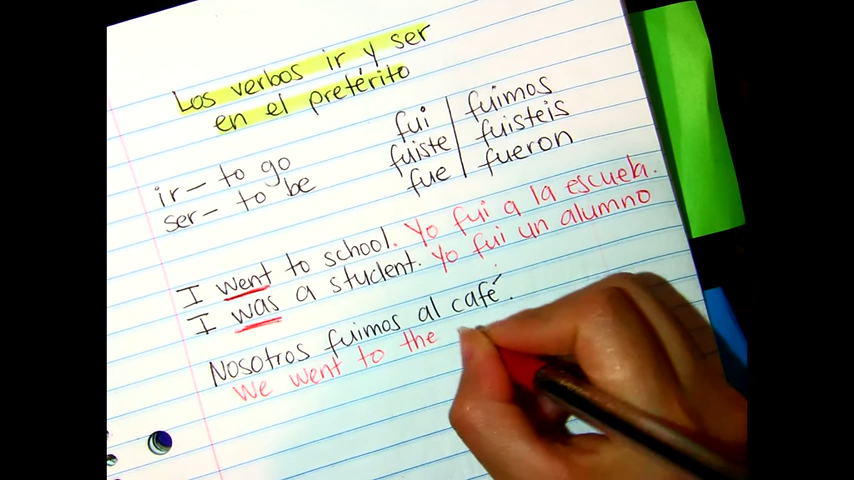 Los verbos ir y ser
en el pretérito
ir - to go
ser - to be
fui | fuimos
fuiste | fuisteis
fue | fueron
I went to school. Yo fui a la escuela.
I was a student. Yo fui un alumno
Nosotros fuimos al café.
We went to the